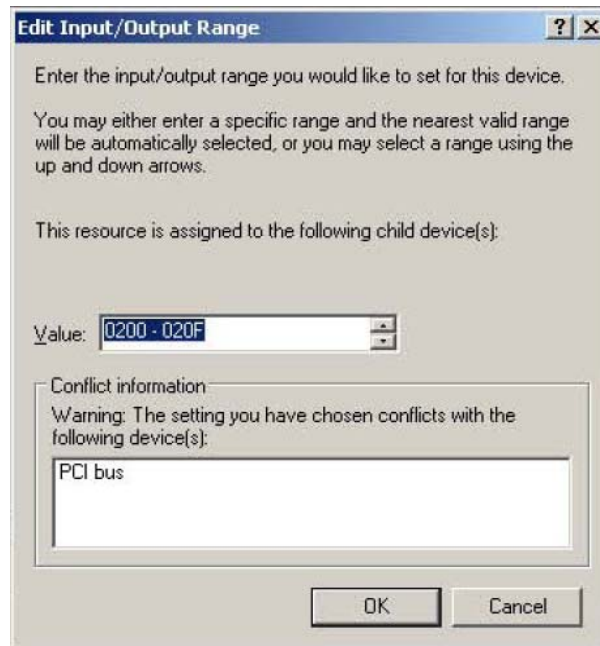 Edit Input/Output Range
Enter the input/output range you would like to set for this device.
You may either enter a specific range and the nearest valid range
will be automatically selected, or you may select a range using the
up and down arrows.
This resource is assigned to the following child device(s):
Value: 0200 - 020F
Conflict information
Warning: The setting you have chosen conflicts with the
following device(s):
PCI bus
OK Cancel